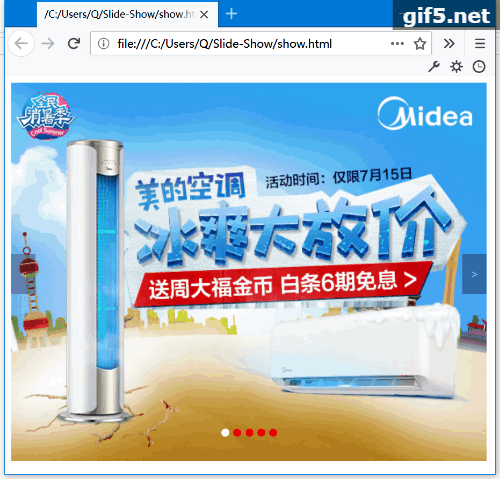 gif5.net
/C:/Users/Q/Slide-Show/show.html
file:///C:/Users/Q/Slide-Show/show.html
全民
消暑季
Cool Summer
Midea
美的空调
活动时间：仅限7月15日
冰爽大放价
送周大福金币 白条6期免息 >
>